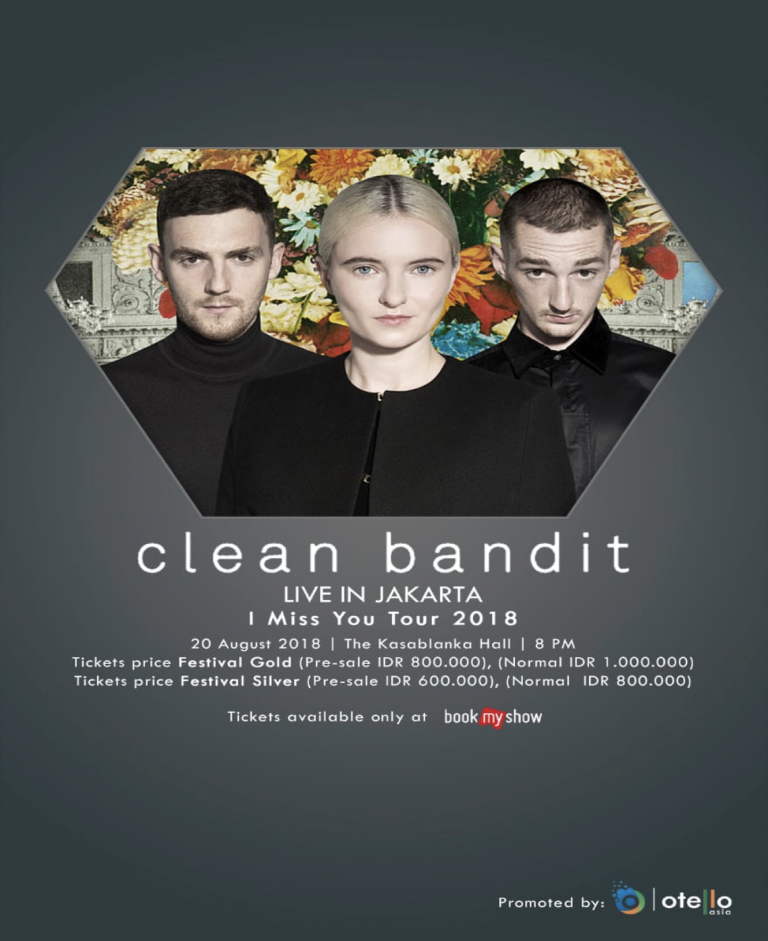 clean bandit
LIVE IN JAKARTA
I Miss You Tour 2018
20 August 2018 | The Kasablanka Hall | 8 PM
Tickets price Festival Gold (Pre-sale IDR 800.000), (Normal IDR 1.000.000)
Tickets price Festival Silver (Pre-sale IDR 600.000), (Normal IDR 800.000)
Tickets available only at bookmyshow
Promoted by: | otello asia